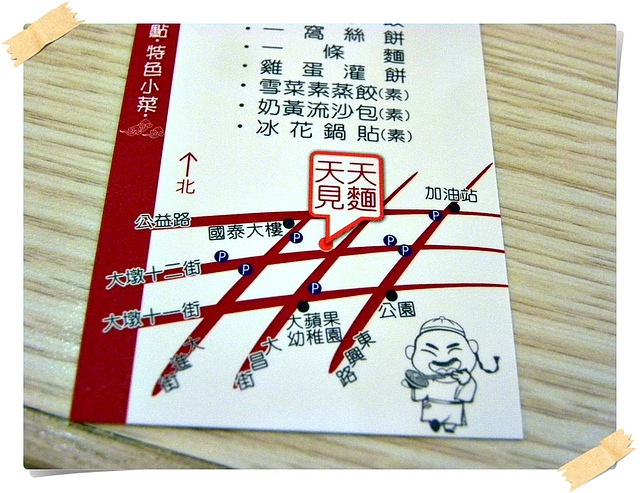 點·特色小菜·
·一窩絲餅
·一條麵
·雞蛋灌餅
·雪菜素蒸餃(素)
·奶黃流沙包(素)
·冰花鍋貼(素)
北
天天
見麵
加油站
公益路
國泰大樓
P
P
P
P
P
P
P
大墩十二街
大墩十一街
大蘋果
幼稚園
公園
大進街
大昌街
東興路